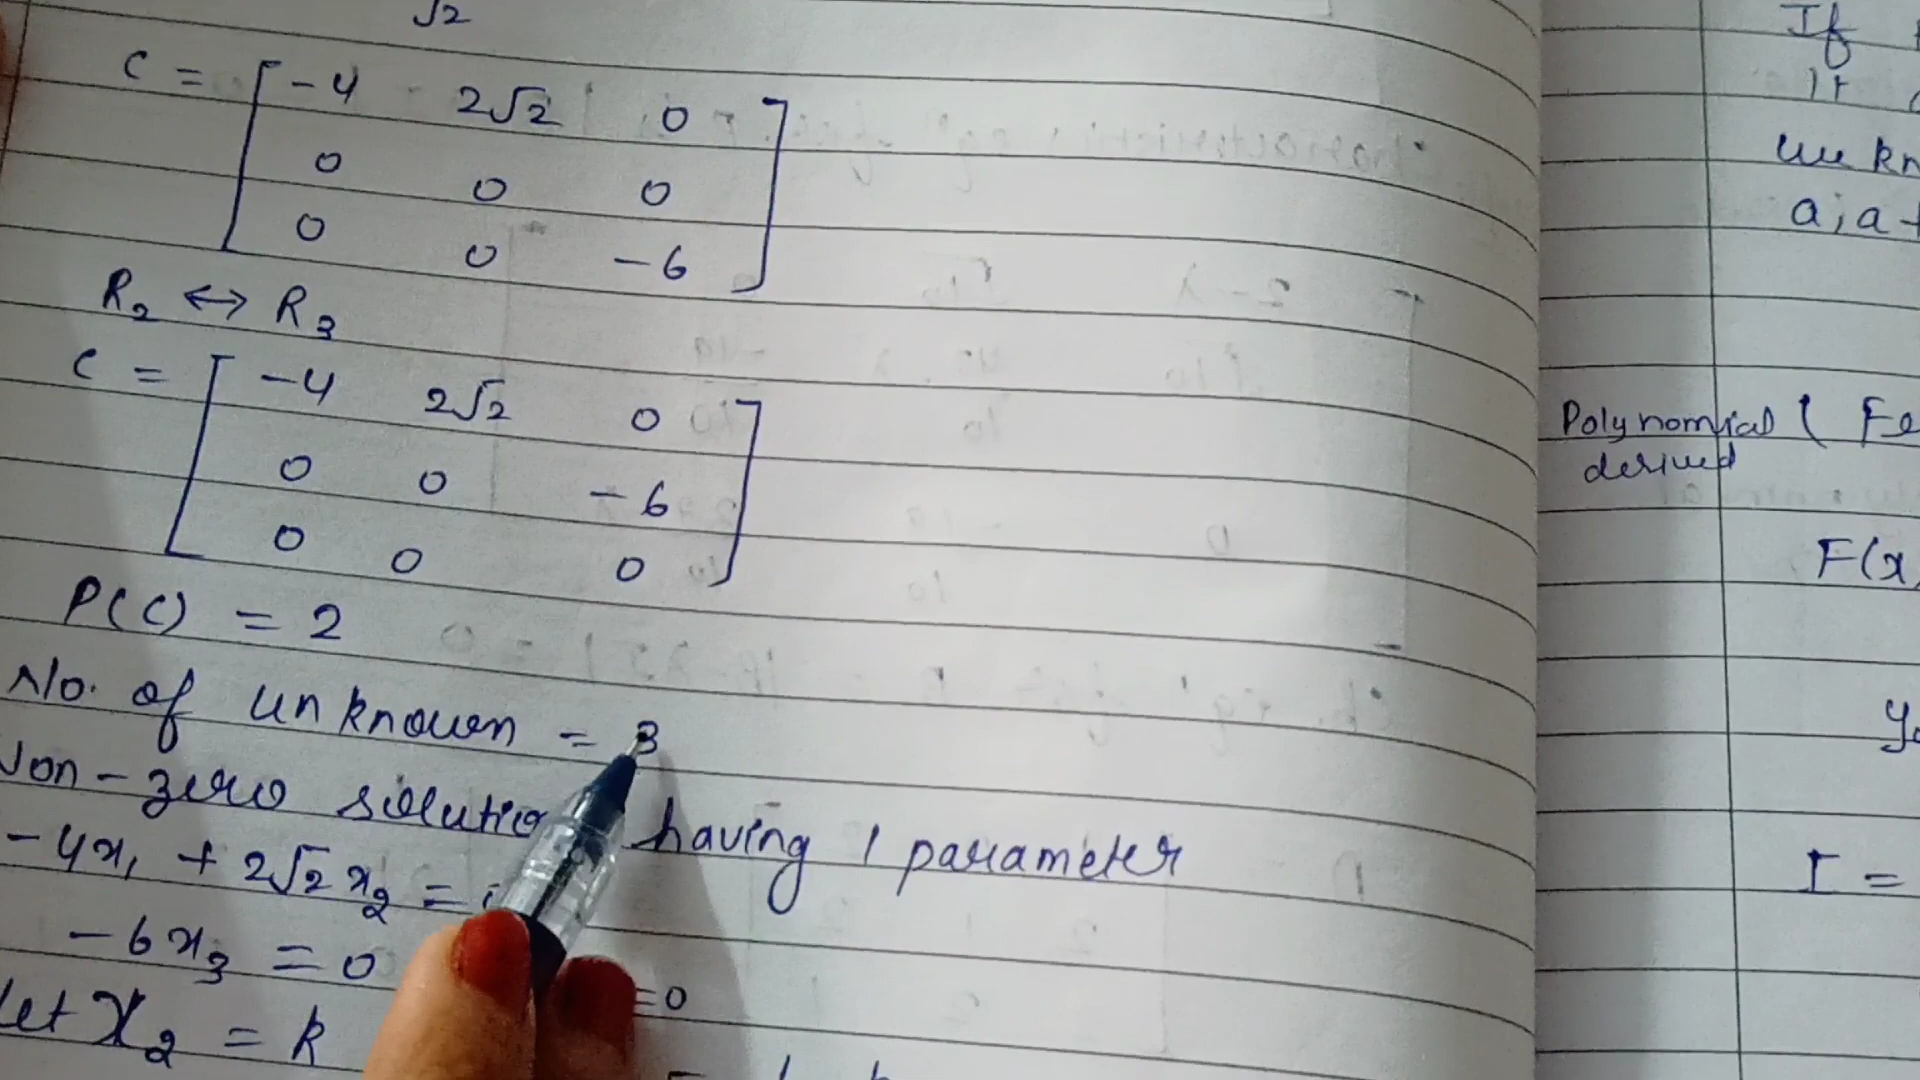 √2
C = [ -4 2√2 0
0 0 0
0 0 -6 ]
R2 ↔ R3
C = [ -4 2√2 0
0 0 -6
0 0 0 ]
P(C) = 2
No. of unknown = 3
Non-zero solution having 1 parameter
-4x1 + 2√2 x2 =
-6x3 = 0 =0
Let x2 = k
If
It
we kn
a, a +
Polynomial ( Fe
derived
F(x,
yo
I =